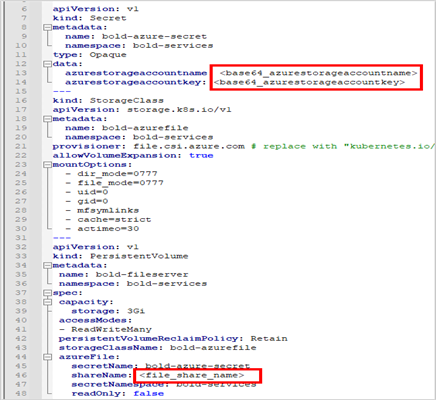 6 apiVersion: v1
7 kind: Secret
8 metadata:
9 name: bold-azure-secret
10 namespace: bold-services
11 type: Opaque
12 data:
13 azurestorageaccountname: <base64_azurestorageaccountname>
14 azurestorageaccountkey: <base64_azurestorageaccountkey>
15 ---
16 kind: StorageClass
17 apiVersion: storage.k8s.io/v1
18 metadata:
19 name: bold-azurefile
20 namespace: bold-services
21 provisioner: file.csi.azure.com # replace with "kubernetes.io/
22 allowVolumeExpansion: true
23 mountOptions:
24 - dir_mode=0777
25 - file_mode=0777
26 - uid=0
27 - gid=0
28 - mfsymlinks
29 - cache=strict
30 - actimeo=30
31 ---
32 apiVersion: v1
33 kind: PersistentVolume
34 metadata:
35 name: bold-fileserver
36 namespace: bold-services
37 spec:
38 capacity:
39 storage: 3Gi
40 accessModes:
41 - ReadWriteMany
42 persistentVolumeReclaimPolicy: Retain
43 storageClassName: bold-azurefile
44 azureFile:
45 secretName: bold-azure-secret
46 shareName: <file_share_name>
47 secretNamespace: bold-services
48 readOnly: false